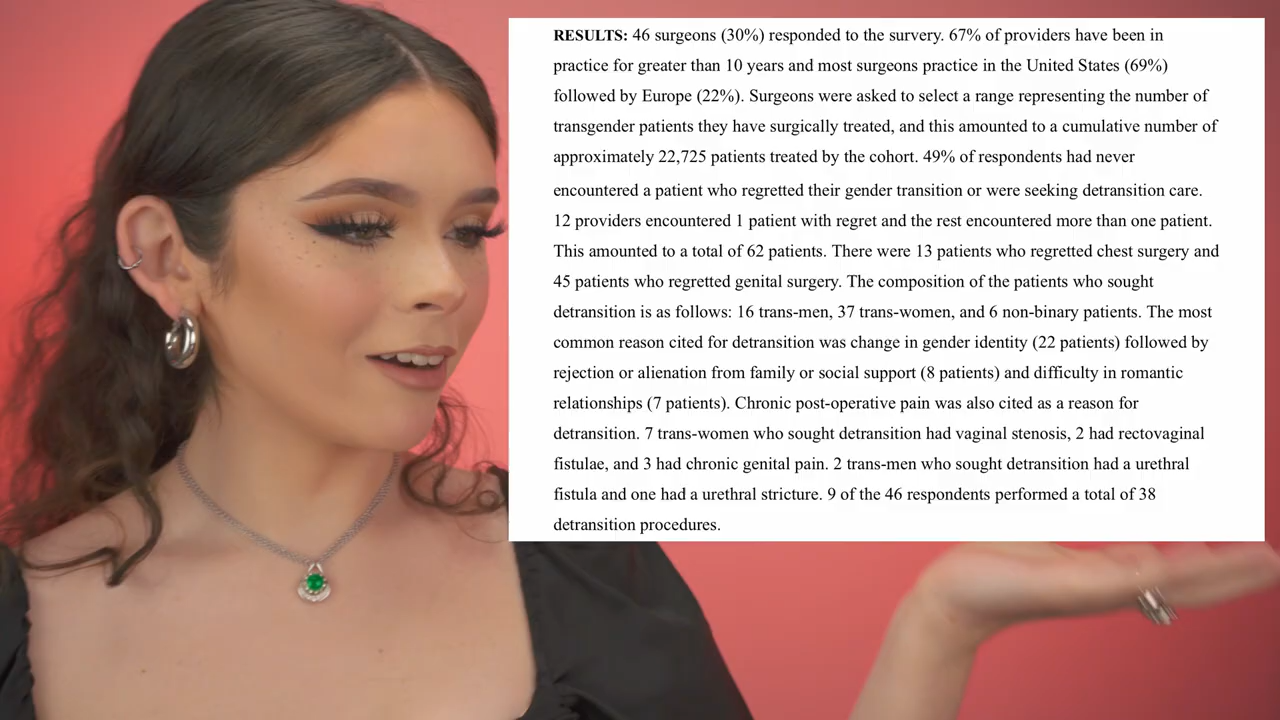 RESULTS: 46 surgeons (30%) responded to the survery. 67% of providers have been in
practice for greater than 10 years and most surgeons practice in the United States (69%)
followed by Europe (22%). Surgeons were asked to select a range representing the number of
transgender patients they have surgically treated, and this amounted to a cumulative number of
approximately 22,725 patients treated by the cohort. 49% of respondents had never
encountered a patient who regretted their gender transition or were seeking detransition care.
12 providers encountered 1 patient with regret and the rest encountered more than one patient.
This amounted to a total of 62 patients. There were 13 patients who regretted chest surgery and
45 patients who regretted genital surgery. The composition of the patients who sought
detransition is as follows: 16 trans-men, 37 trans-women, and 6 non-binary patients. The most
common reason cited for detransition was change in gender identity (22 patients) followed by
rejection or alienation from family or social support (8 patients) and difficulty in romantic
relationships (7 patients). Chronic post-operative pain was also cited as a reason for
detransition. 7 trans-women who sought detransition had vaginal stenosis, 2 had rectovaginal
fistulae, and 3 had chronic genital pain. 2 trans-men who sought detransition had a urethral
fistula and one had a urethral stricture. 9 of the 46 respondents performed a total of 38
detransition procedures.